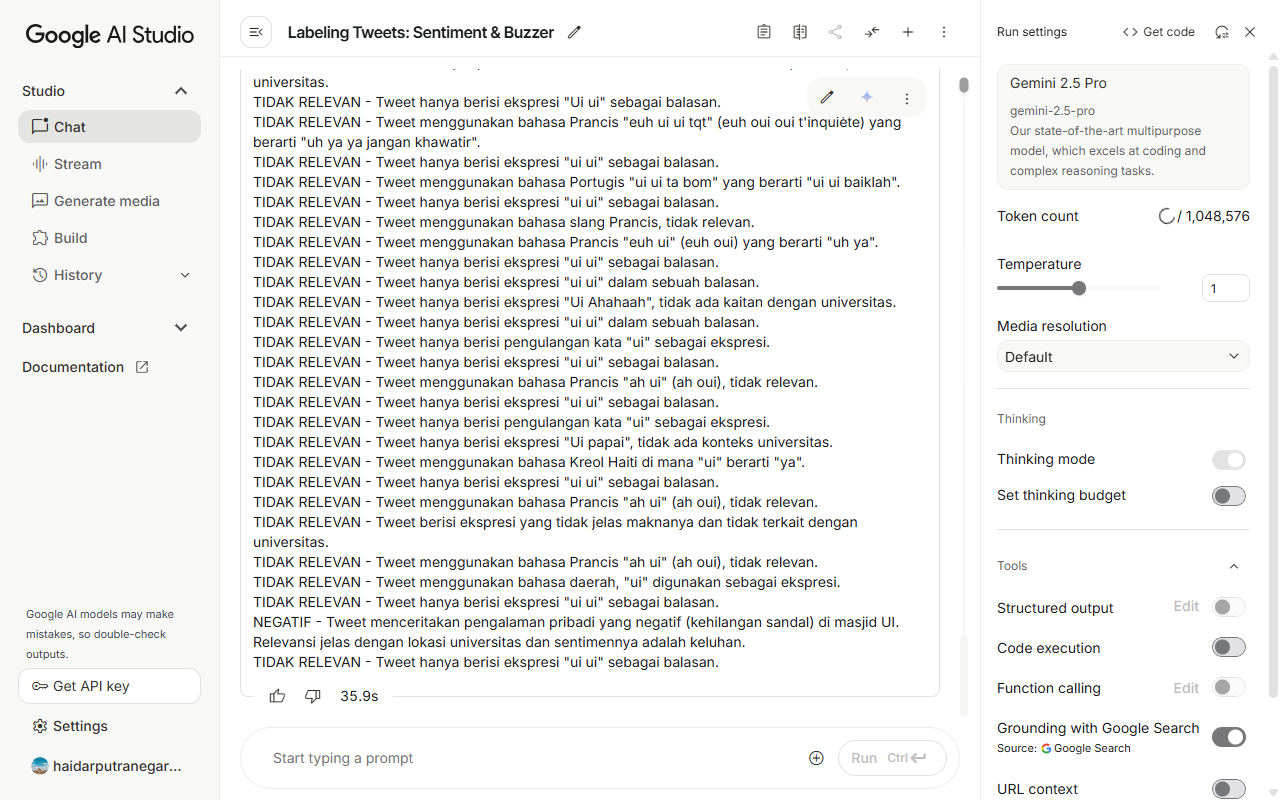 Google AI Studio
Studio
Chat
Stream
Generate media
Build
History
Dashboard
Documentation
Google AI models may make
mistakes, so double-check
outputs.
Get API key
Settings
haidarputranegar...
Labeling Tweets: Sentiment & Buzzer
universitas.
TIDAK RELEVAN - Tweet hanya berisi ekspresi "Ui ui" sebagai balasan.
TIDAK RELEVAN - Tweet menggunakan bahasa Prancis "euh ui ui tqt" (euh oui oui t'inquiète) yang
berarti "uh ya ya jangan khawatir".
TIDAK RELEVAN - Tweet hanya berisi ekspresi "ui ui" sebagai balasan.
TIDAK RELEVAN - Tweet menggunakan bahasa Portugis "ui ui ta bom" yang berarti "ui ui baiklah".
TIDAK RELEVAN - Tweet hanya berisi ekspresi "ui ui" sebagai balasan.
TIDAK RELEVAN - Tweet menggunakan bahasa slang Prancis, tidak relevan.
TIDAK RELEVAN - Tweet menggunakan bahasa Prancis "euh ui" (euh oui) yang berarti "uh ya".
TIDAK RELEVAN - Tweet hanya berisi ekspresi "ui ui" sebagai balasan.
TIDAK RELEVAN - Tweet hanya berisi ekspresi "ui ui" dalam sebuah balasan.
TIDAK RELEVAN - Tweet hanya berisi ekspresi "Ui Ahahaah", tidak ada kaitan dengan universitas.
TIDAK RELEVAN - Tweet hanya berisi ekspresi "ui ui" dalam sebuah balasan.
TIDAK RELEVAN - Tweet hanya berisi pengulangan kata "ui" sebagai ekspresi.
TIDAK RELEVAN - Tweet hanya berisi ekspresi "ui ui" sebagai balasan.
TIDAK RELEVAN - Tweet menggunakan bahasa Prancis "ah ui" (ah oui), tidak relevan.
TIDAK RELEVAN - Tweet hanya berisi ekspresi "ui ui" sebagai balasan.
TIDAK RELEVAN - Tweet hanya berisi pengulangan kata "ui" sebagai ekspresi.
TIDAK RELEVAN - Tweet hanya berisi ekspresi "Ui papai", tidak ada konteks universitas.
TIDAK RELEVAN - Tweet menggunakan bahasa Kreol Haiti di mana "ui" berarti "ya".
TIDAK RELEVAN - Tweet hanya berisi ekspresi "ui ui" sebagai balasan.
TIDAK RELEVAN - Tweet menggunakan bahasa Prancis "ah ui" (ah oui), tidak relevan.
TIDAK RELEVAN - Tweet berisi ekspresi yang tidak jelas maknanya dan tidak terkait dengan
universitas.
TIDAK RELEVAN - Tweet menggunakan bahasa Prancis "ah ui" (ah oui), tidak relevan.
TIDAK RELEVAN - Tweet menggunakan bahasa daerah, "ui" digunakan sebagai ekspresi.
TIDAK RELEVAN - Tweet hanya berisi ekspresi "ui ui" sebagai balasan.
NEGATIF - Tweet menceritakan pengalaman pribadi yang negatif (kehilangan sandal) di masjid UI.
Relevansi jelas dengan lokasi universitas dan sentimennya adalah keluhan.
TIDAK RELEVAN - Tweet hanya berisi ekspresi "ui ui" sebagai balasan.
35.9s
Start typing a prompt
Run Ctrl
Run settings
Get code
Gemini 2.5 Pro
gemini-2.5-pro
Our state-of-the-art multipurpose
model, which excels at coding and
complex reasoning tasks.
Token count / 1,048,576
Temperature
1
Media resolution
Default
Thinking
Thinking mode
Set thinking budget
Tools
Structured output Edit
Code execution
Function calling Edit
Grounding with Google Search
Source: Google Search
URL context